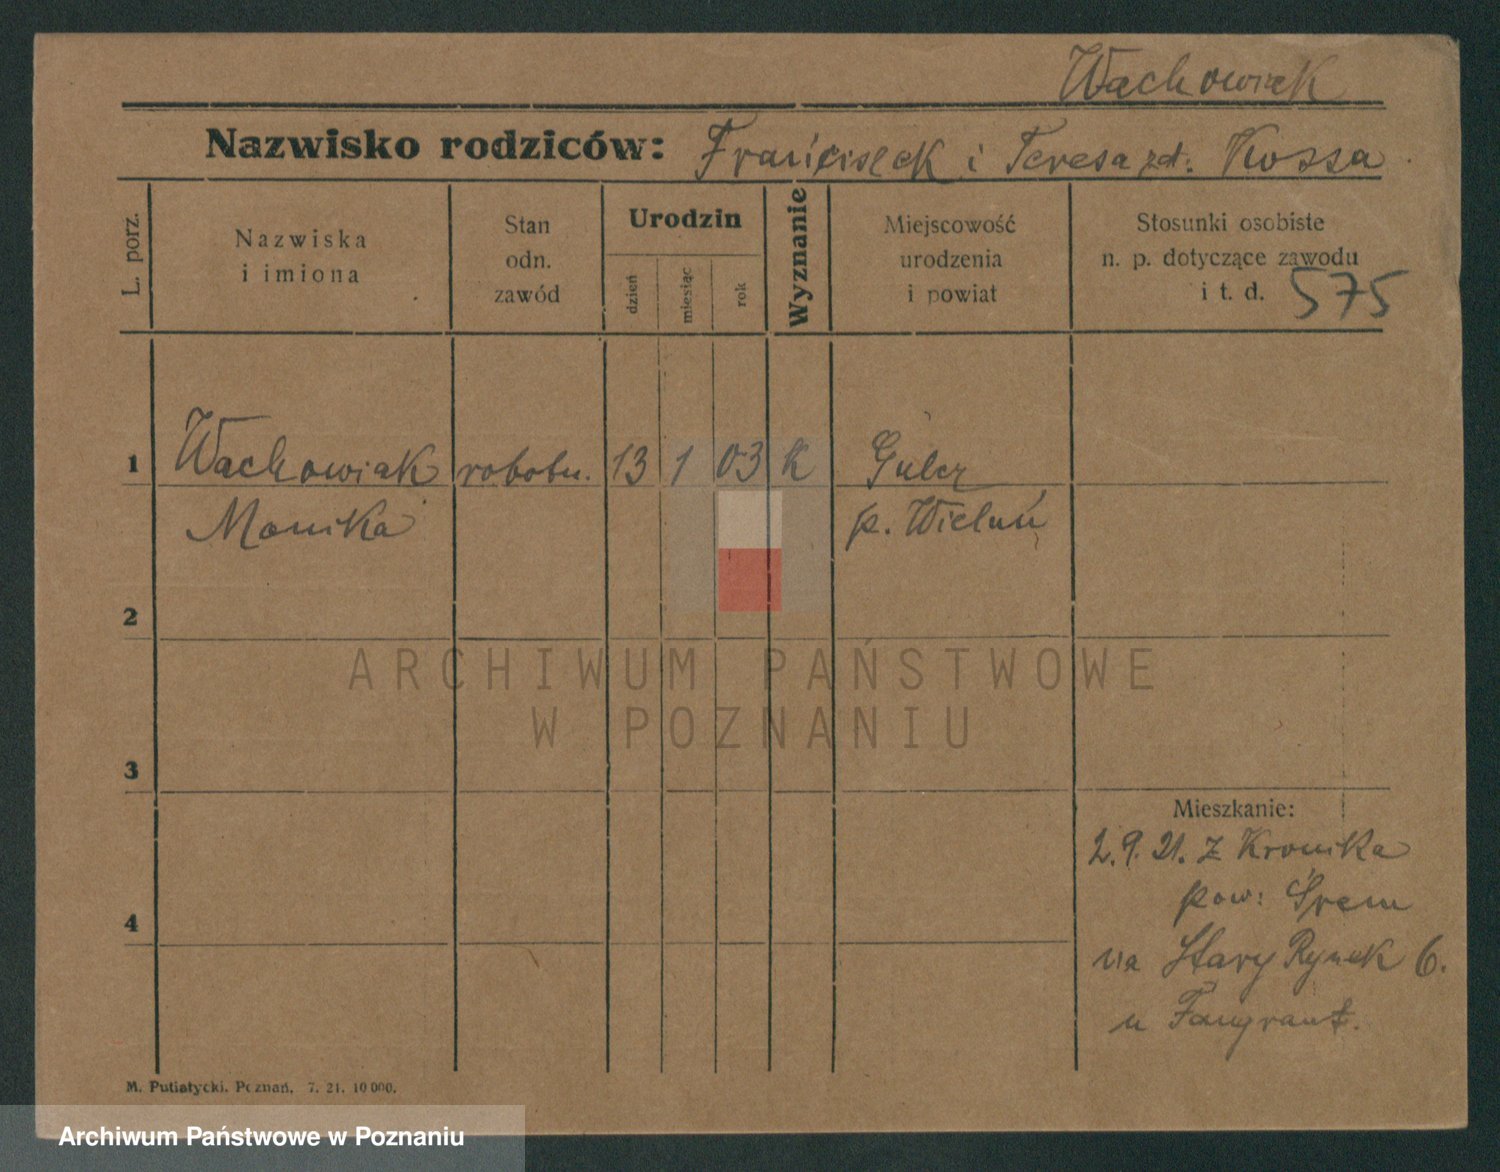 Wachowiak
Nazwisko rodziców: Franciszek i Teresa zd. Kossa
L. porz.
Nazwiska
i imiona
Stan
odn.
zawód
Urodzin
dzień
miesiąc
rok
Wyznanie
Miejscowość
urodzenia
i powiat
Stosunki osobiste
n. p. dotyczące zawodu
i t. d. 575
1 Wachowiak robotn. 13 1 03 k Gulcz
Monika p. Wieluń
2
ARCHIWUM PAŃSTWOWE
W POZNANIU
3
Mieszkanie:
2.9.21. z Kronika
pow: Śrem
4
na Stary Rynek 6.
u
M. Putiatycki. Poznań. 7. 21. 10 000.
Archiwum Państwowe w Poznaniu